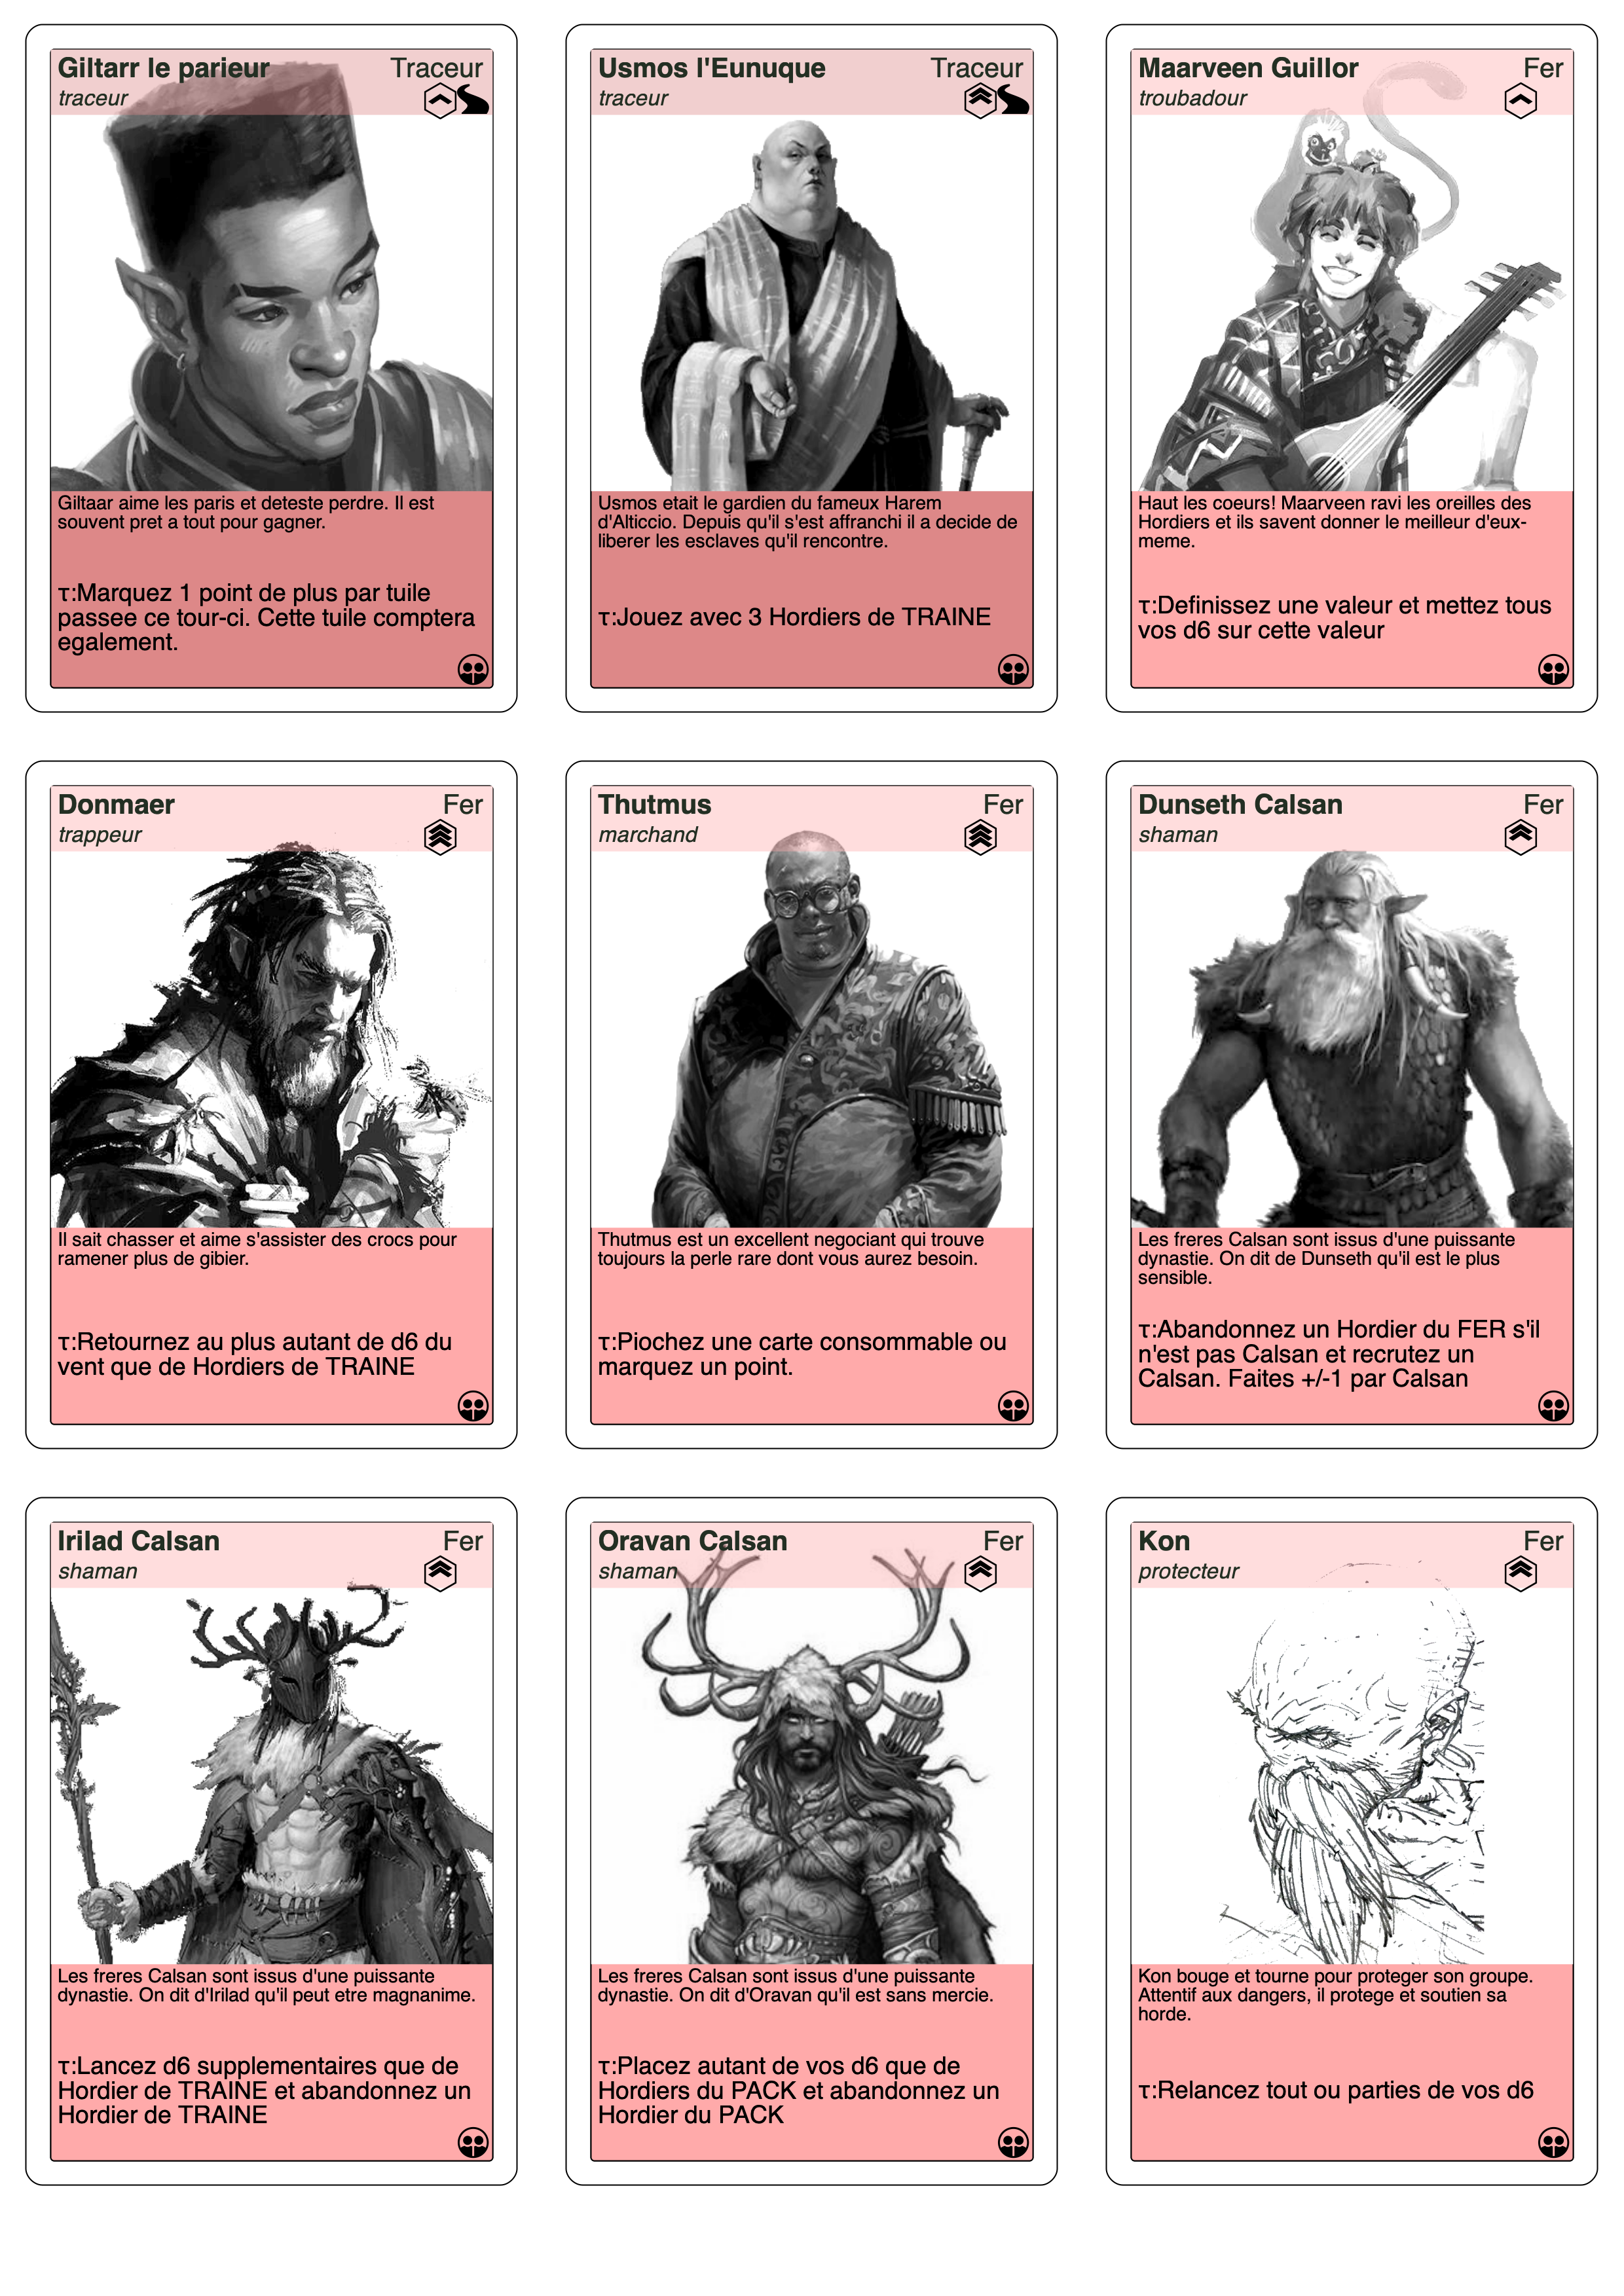 Giltarr le parieur
Traceur
traceur
Giltaar aime les paris et deteste perdre. Il est
souvent pret a tout pour gagner.
τ:Marquez 1 point de plus par tuile
passee ce tour-ci. Cette tuile comptera
egalement.
Usmos l'Eunuque
Traceur
traceur
Usmos etait le gardien du fameux Harem
d'Alticcio. Depuis qu'il s'est affranchi il a decide de
liberer les esclaves qu'il rencontre.
τ:Jouez avec 3 Hordiers de TRAINE
Maarveen Guillor
Fer
troubadour
Haut les coeurs! Maarveen ravi les oreilles des
Hordiers et ils savent donner le meilleur d'eux-
meme.
τ:Definissez une valeur et mettez tous
vos d6 sur cette valeur
Donmaer
Fer
trappeur
Il sait chasser et aime s'assister des crocs pour
ramener plus de gibier.
τ:Retournez au plus autant de d6 du
vent que de Hordiers de TRAINE
Thutmus
Fer
marchand
Thutmus est un excellent negociant qui trouve
toujours la perle rare dont vous aurez besoin.
τ:Piochez une carte consommable ou
marquez un point.
Dunseth Calsan
Fer
shaman
Les freres Calsan sont issus d'une puissante
dynastie. On dit de Dunseth qu'il est le plus
sensible.
τ:Abandonnez un Hordier du FER s'il
n'est pas Calsan et recrutez un
Calsan. Faites +/-1 par Calsan
Irilad Calsan
Fer
shaman
Les freres Calsan sont issus d'une puissante
dynastie. On dit d'Irilad qu'il peut etre magnanime.
τ:Lancez d6 supplementaires que de
Hordier de TRAINE et abandonnez un
Hordier de TRAINE
Oravan Calsan
Fer
shaman
Les freres Calsan sont issus d'une puissante
dynastie. On dit d'Oravan qu'il est sans mercie.
τ:Placez autant de vos d6 que de
Hordiers du PACK et abandonnez un
Hordier du PACK
Kon
Fer
protecteur
Kon bouge et tourne pour proteger son groupe.
Attentif aux dangers, il protege et soutien sa
horde.
τ:Relancez tout ou parties de vos d6